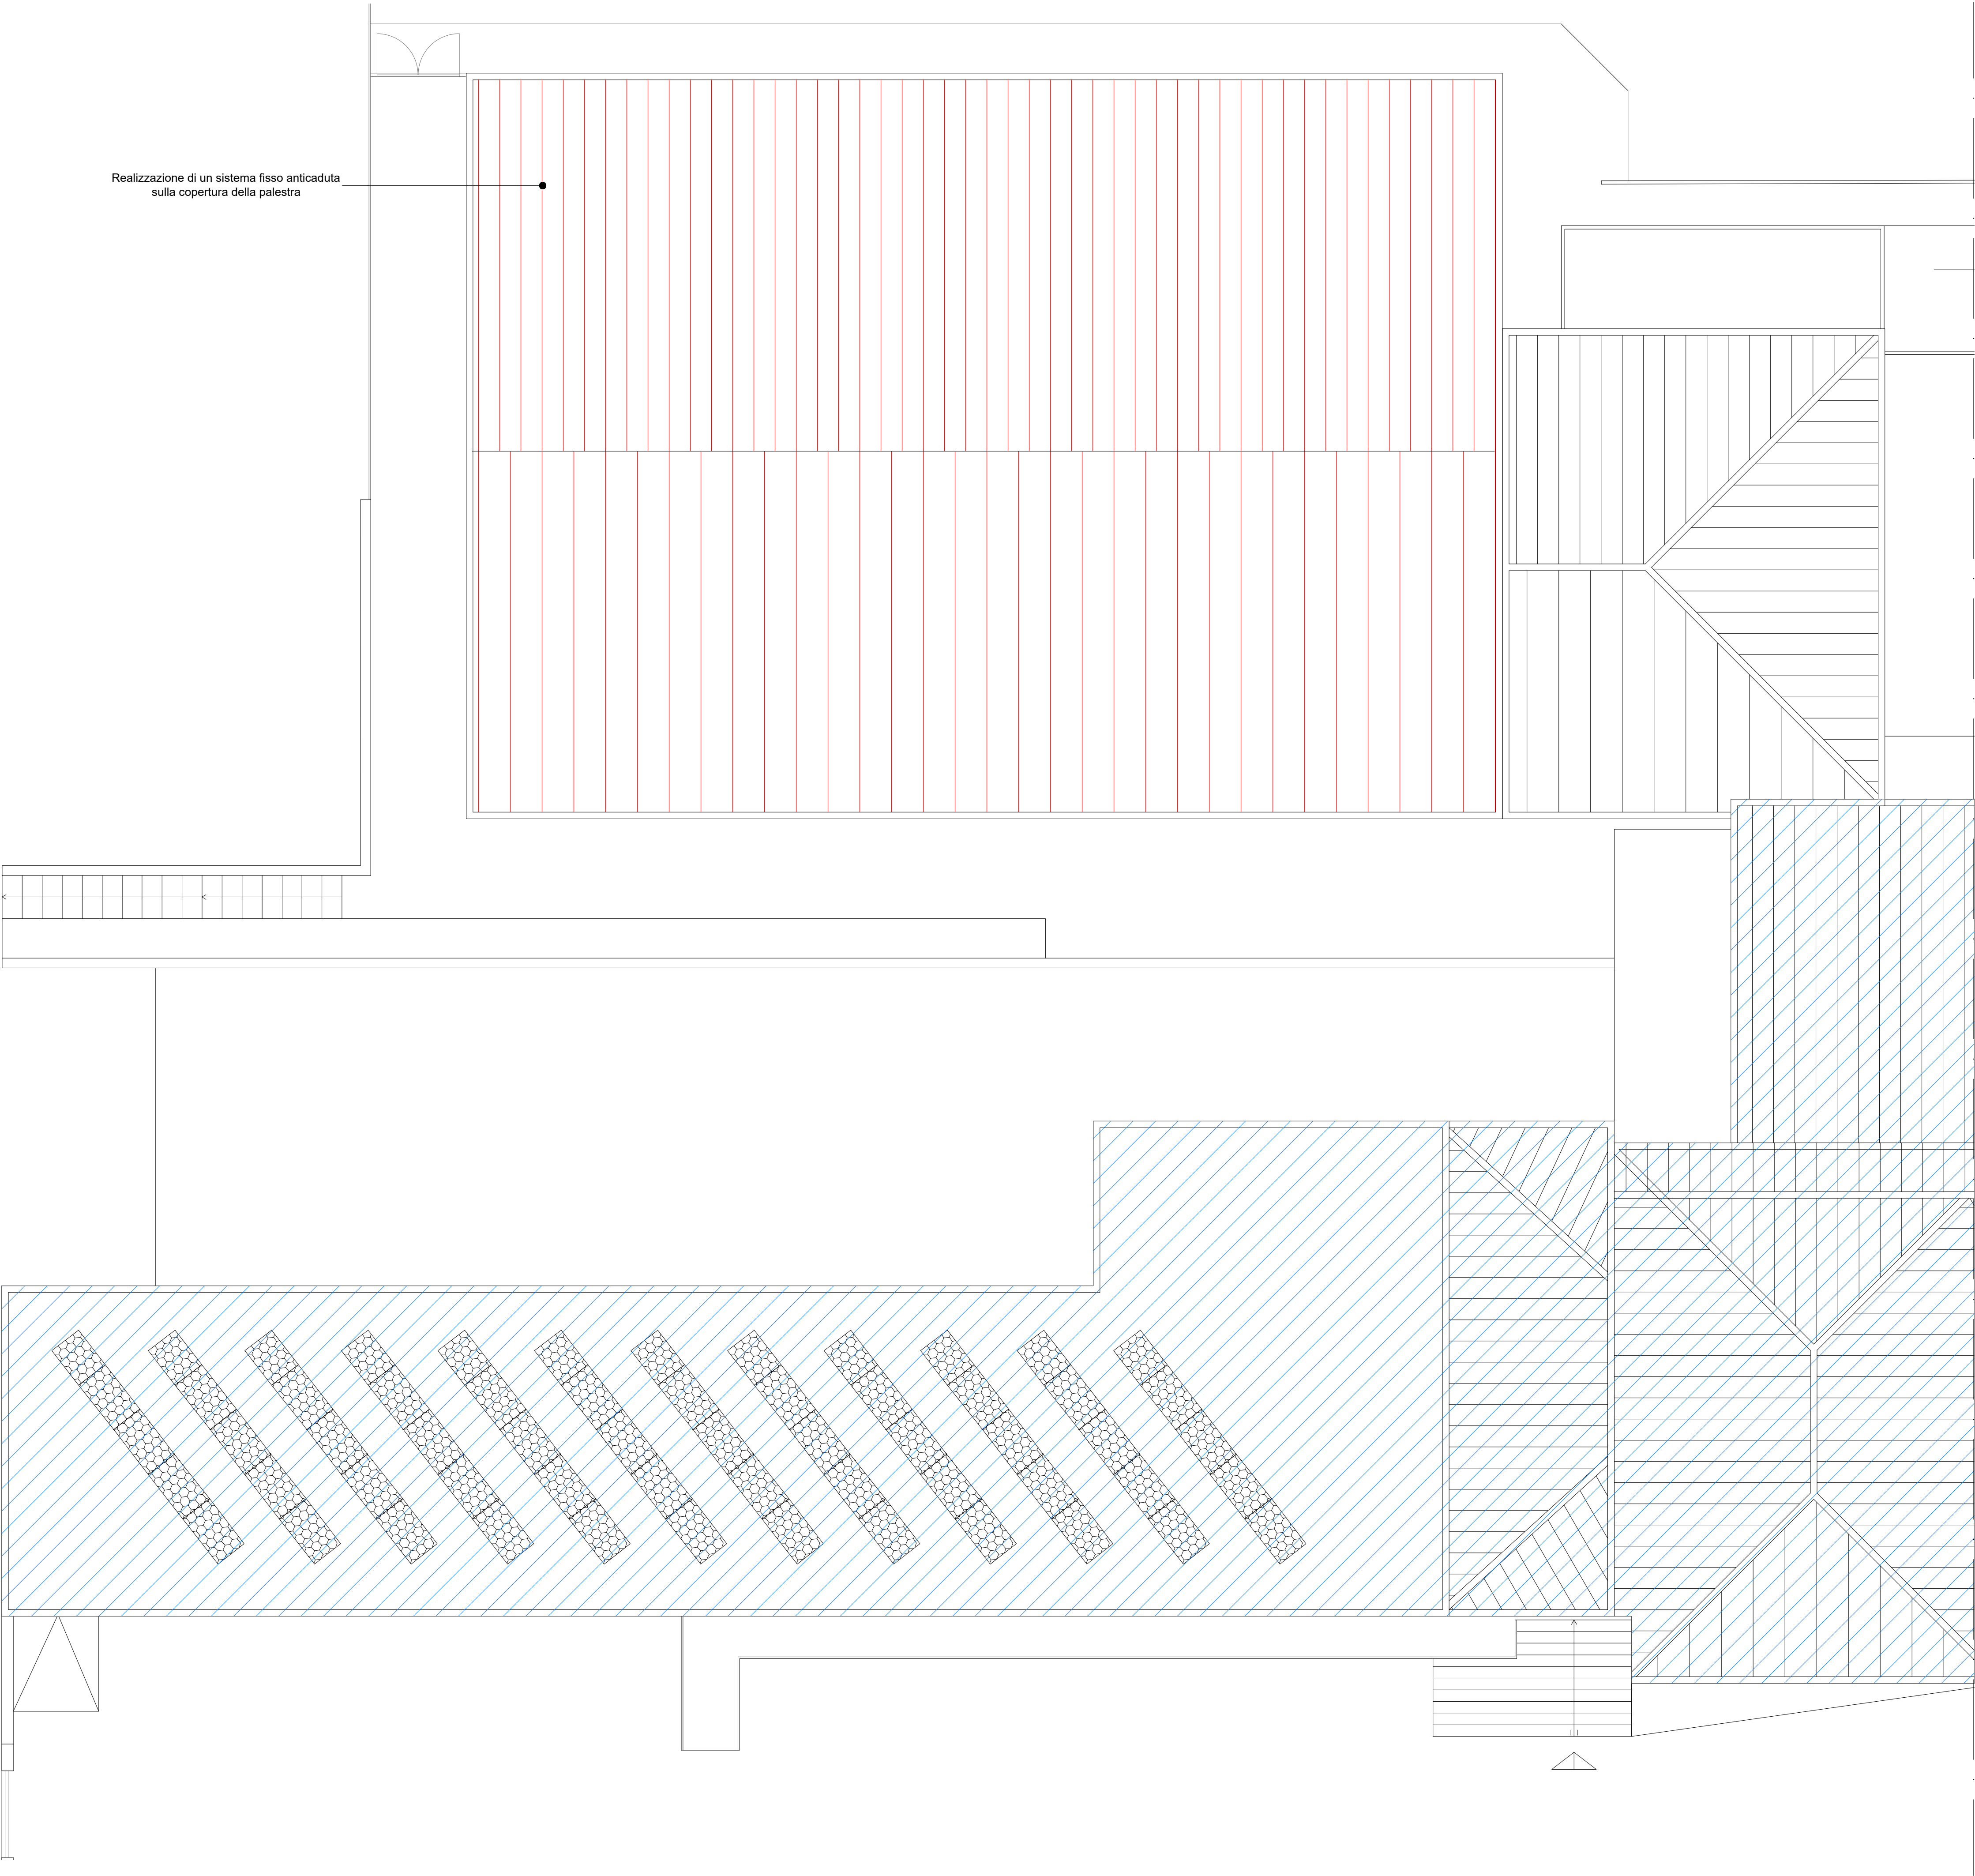 Realizzazione di un sistema fisso anticaduta
sulla copertura della palestra